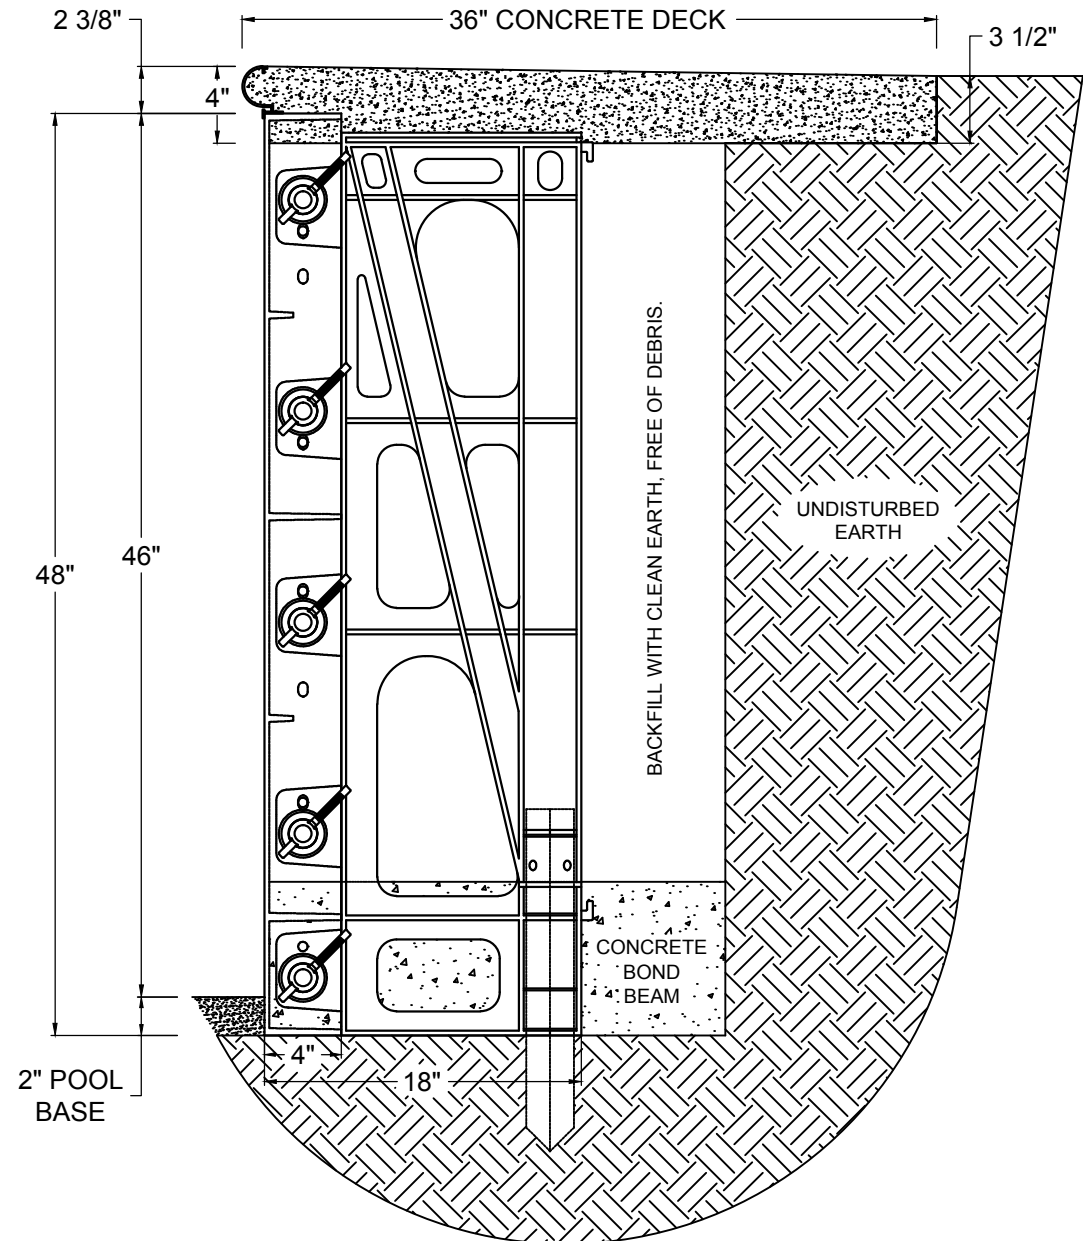 2 3/8"
36" CONCRETE DECK
3 1/2"
4"
BACKFILL WITH CLEAN EARTH, FREE OF DEBRIS.
UNDISTURBED
EARTH
48"
46"
CONCRETE
BOND
BEAM
4"
18"
2" POOL
BASE